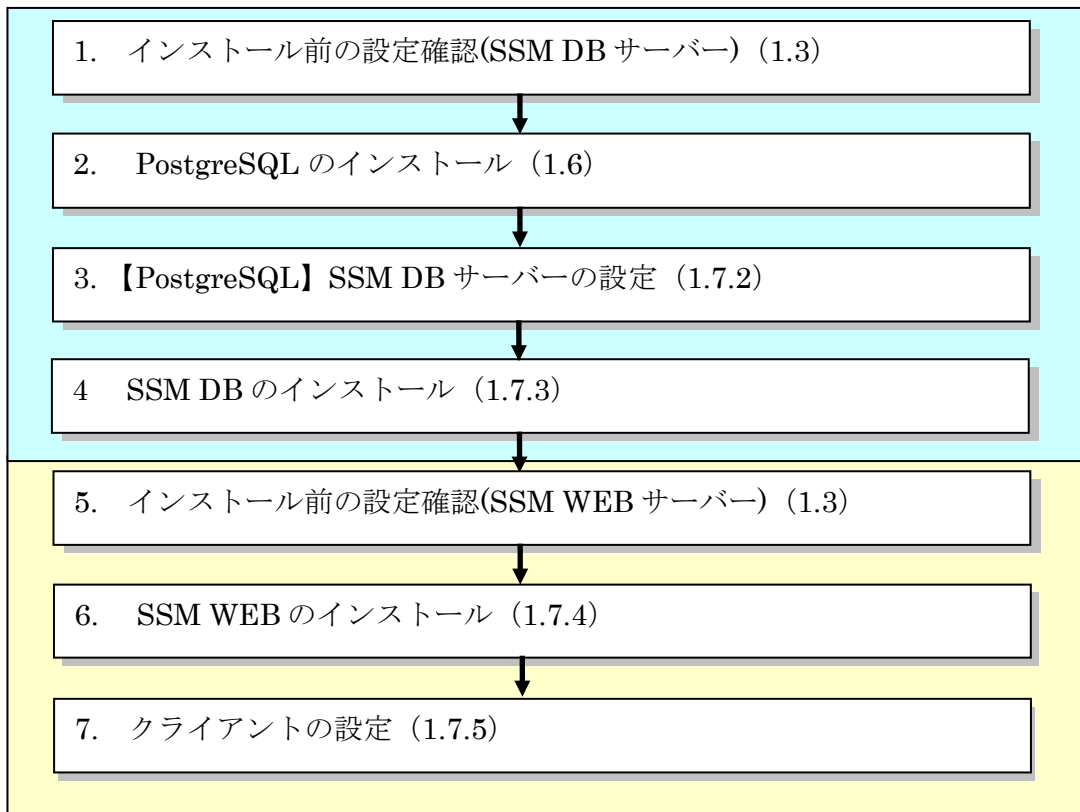 1. インストール前の設定確認(SSM DB サーバー)（1.3）
2. PostgreSQL のインストール（1.6）
3. 【PostgreSQL】SSM DB サーバーの設定（1.7.2）
4 SSM DB のインストール（1.7.3）
5. インストール前の設定確認(SSM WEB サーバー)（1.3）
6. SSM WEB のインストール（1.7.4）
7. クライアントの設定（1.7.5）